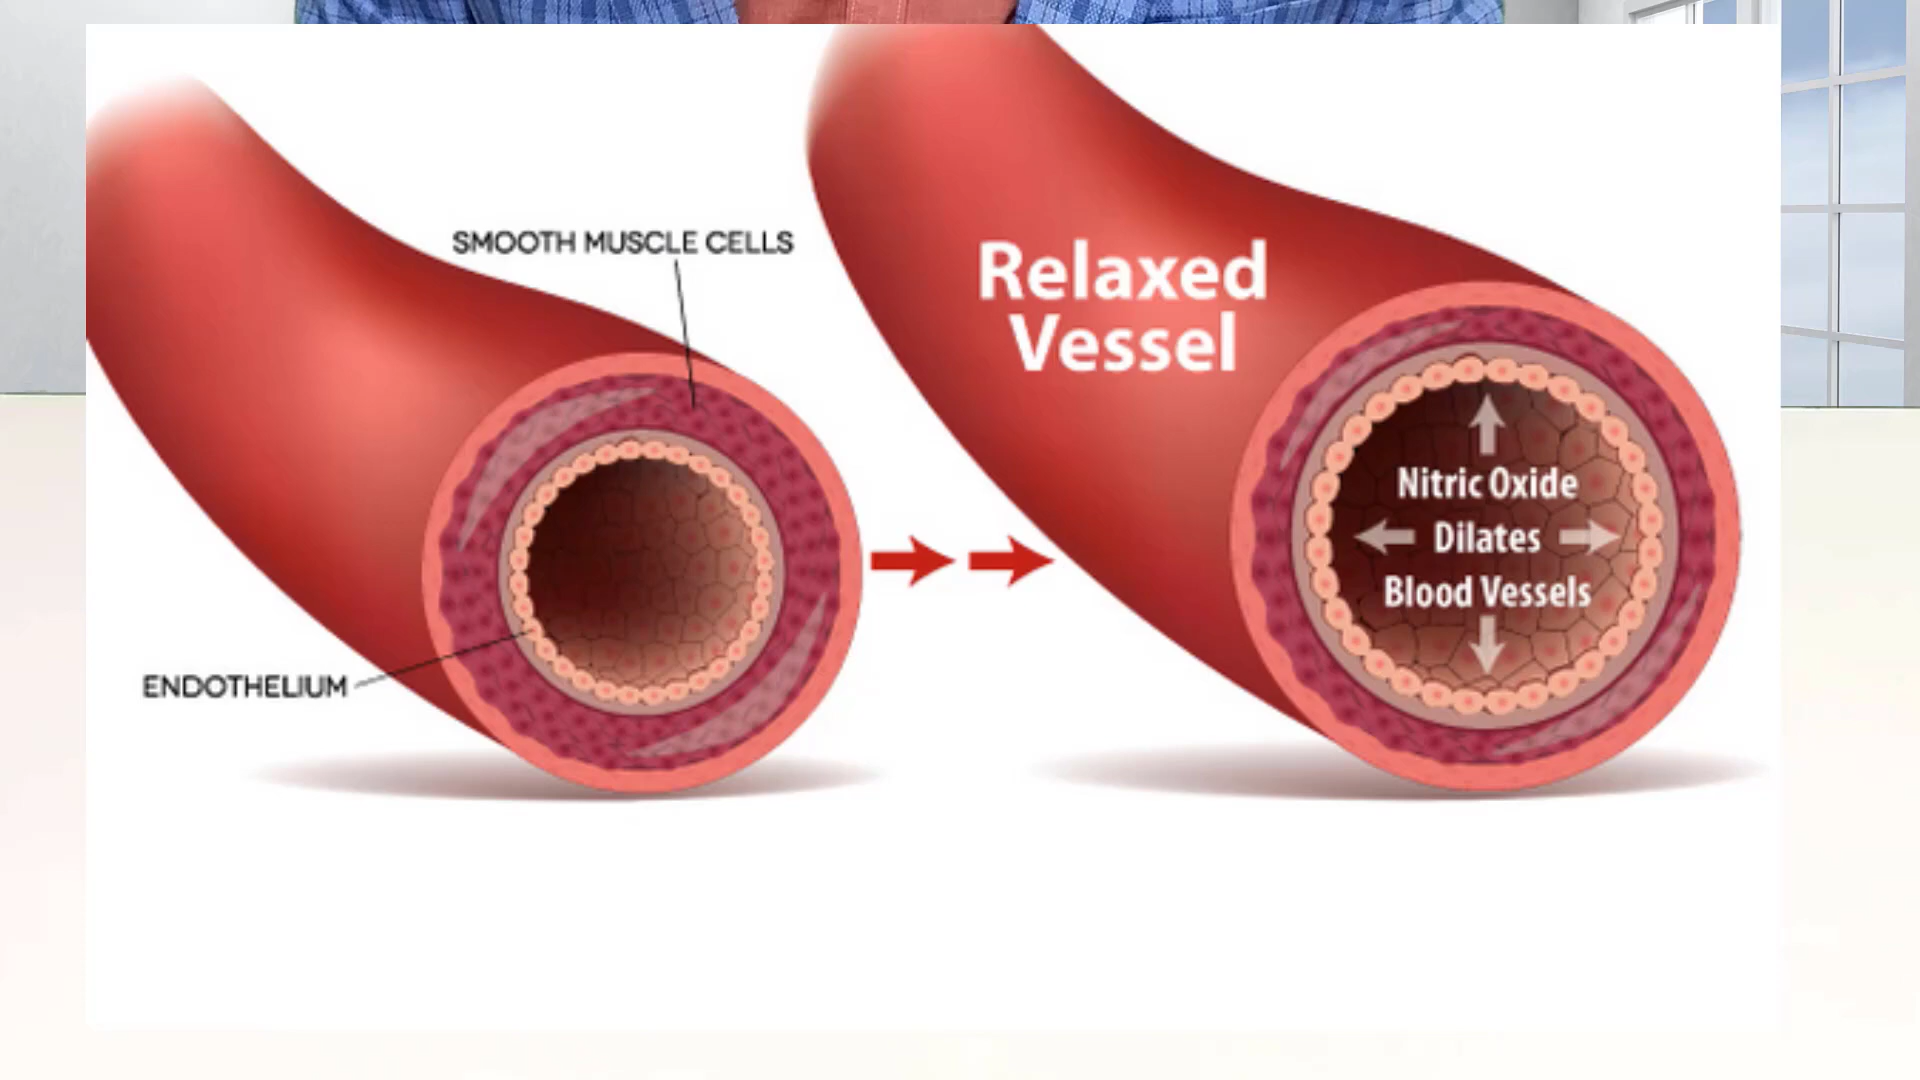 SMOOTH MUSCLE CELLS
ENDOTHELIUM
Relaxed
Vessel
Nitric Oxide
Dilates
Blood Vessels